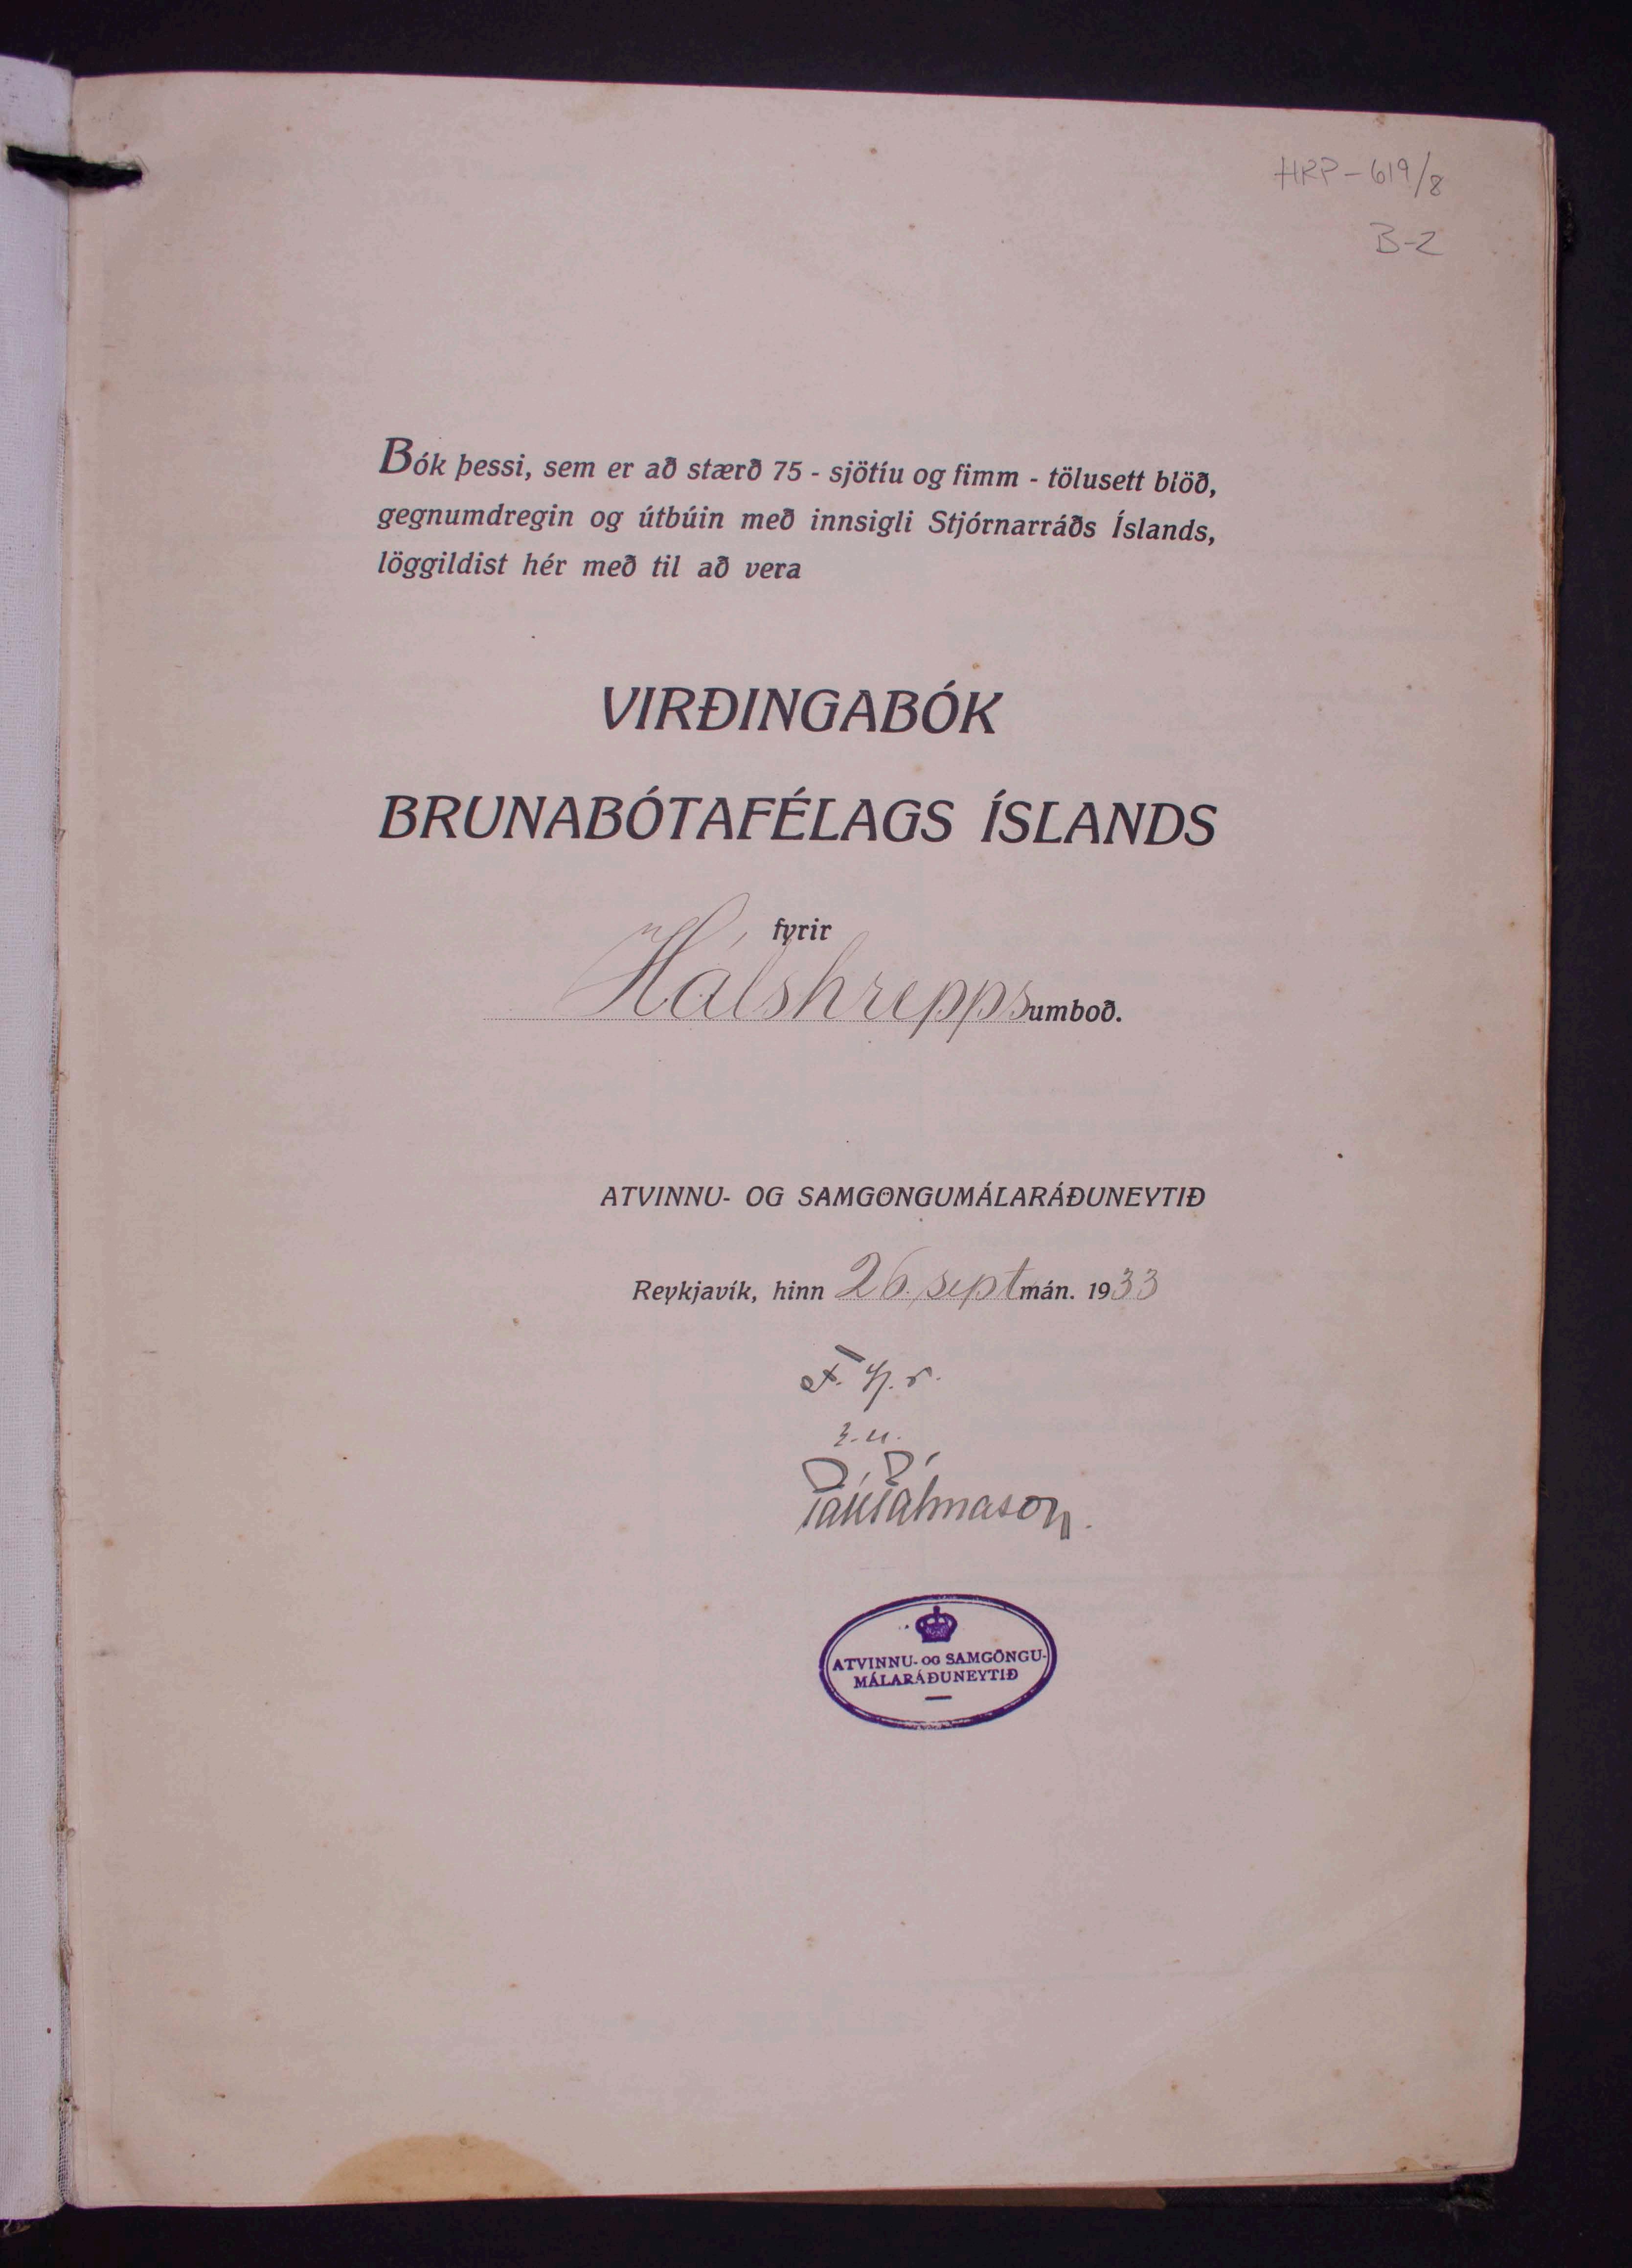 HRP-619/8
B-2
Bók þessi, sem er að stærð 75 - sjötíu og fimm - tölusett blöð,
gegnumdregin og útbúin með innsigli Stjórnarráðs Íslands,
löggildist hér með til að vera
VIRÐINGABÓK
BRUNABÓTAFÉLAGS ÍSLANDS
fyrir
Hálshreppsumboð.
ATVINNU- OG SAMGÖNGUMÁLARÁÐUNEYTIÐ
Reykjavík, hinn 26. sept mán. 1933
F. h. r.
e. u.
Páll Pálmason.
ATVINNU- OG SAMGÖNGU-
MÁLARÁÐUNEYTIÐ